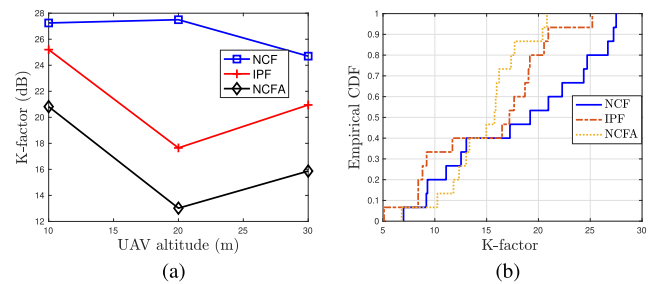 28
26
24
22
20
18
16
14
12
K-factor (dB)
10
15
20
25
30
UAV altitude (m)
NCF
IPF
NCFA
(a)
1
0.9
0.8
0.7
0.6
0.5
0.4
0.3
0.2
0.1
0
Empirical CDF
5
10
15
20
25
30
K-factor
NCF
IPF
NCFA
(b)